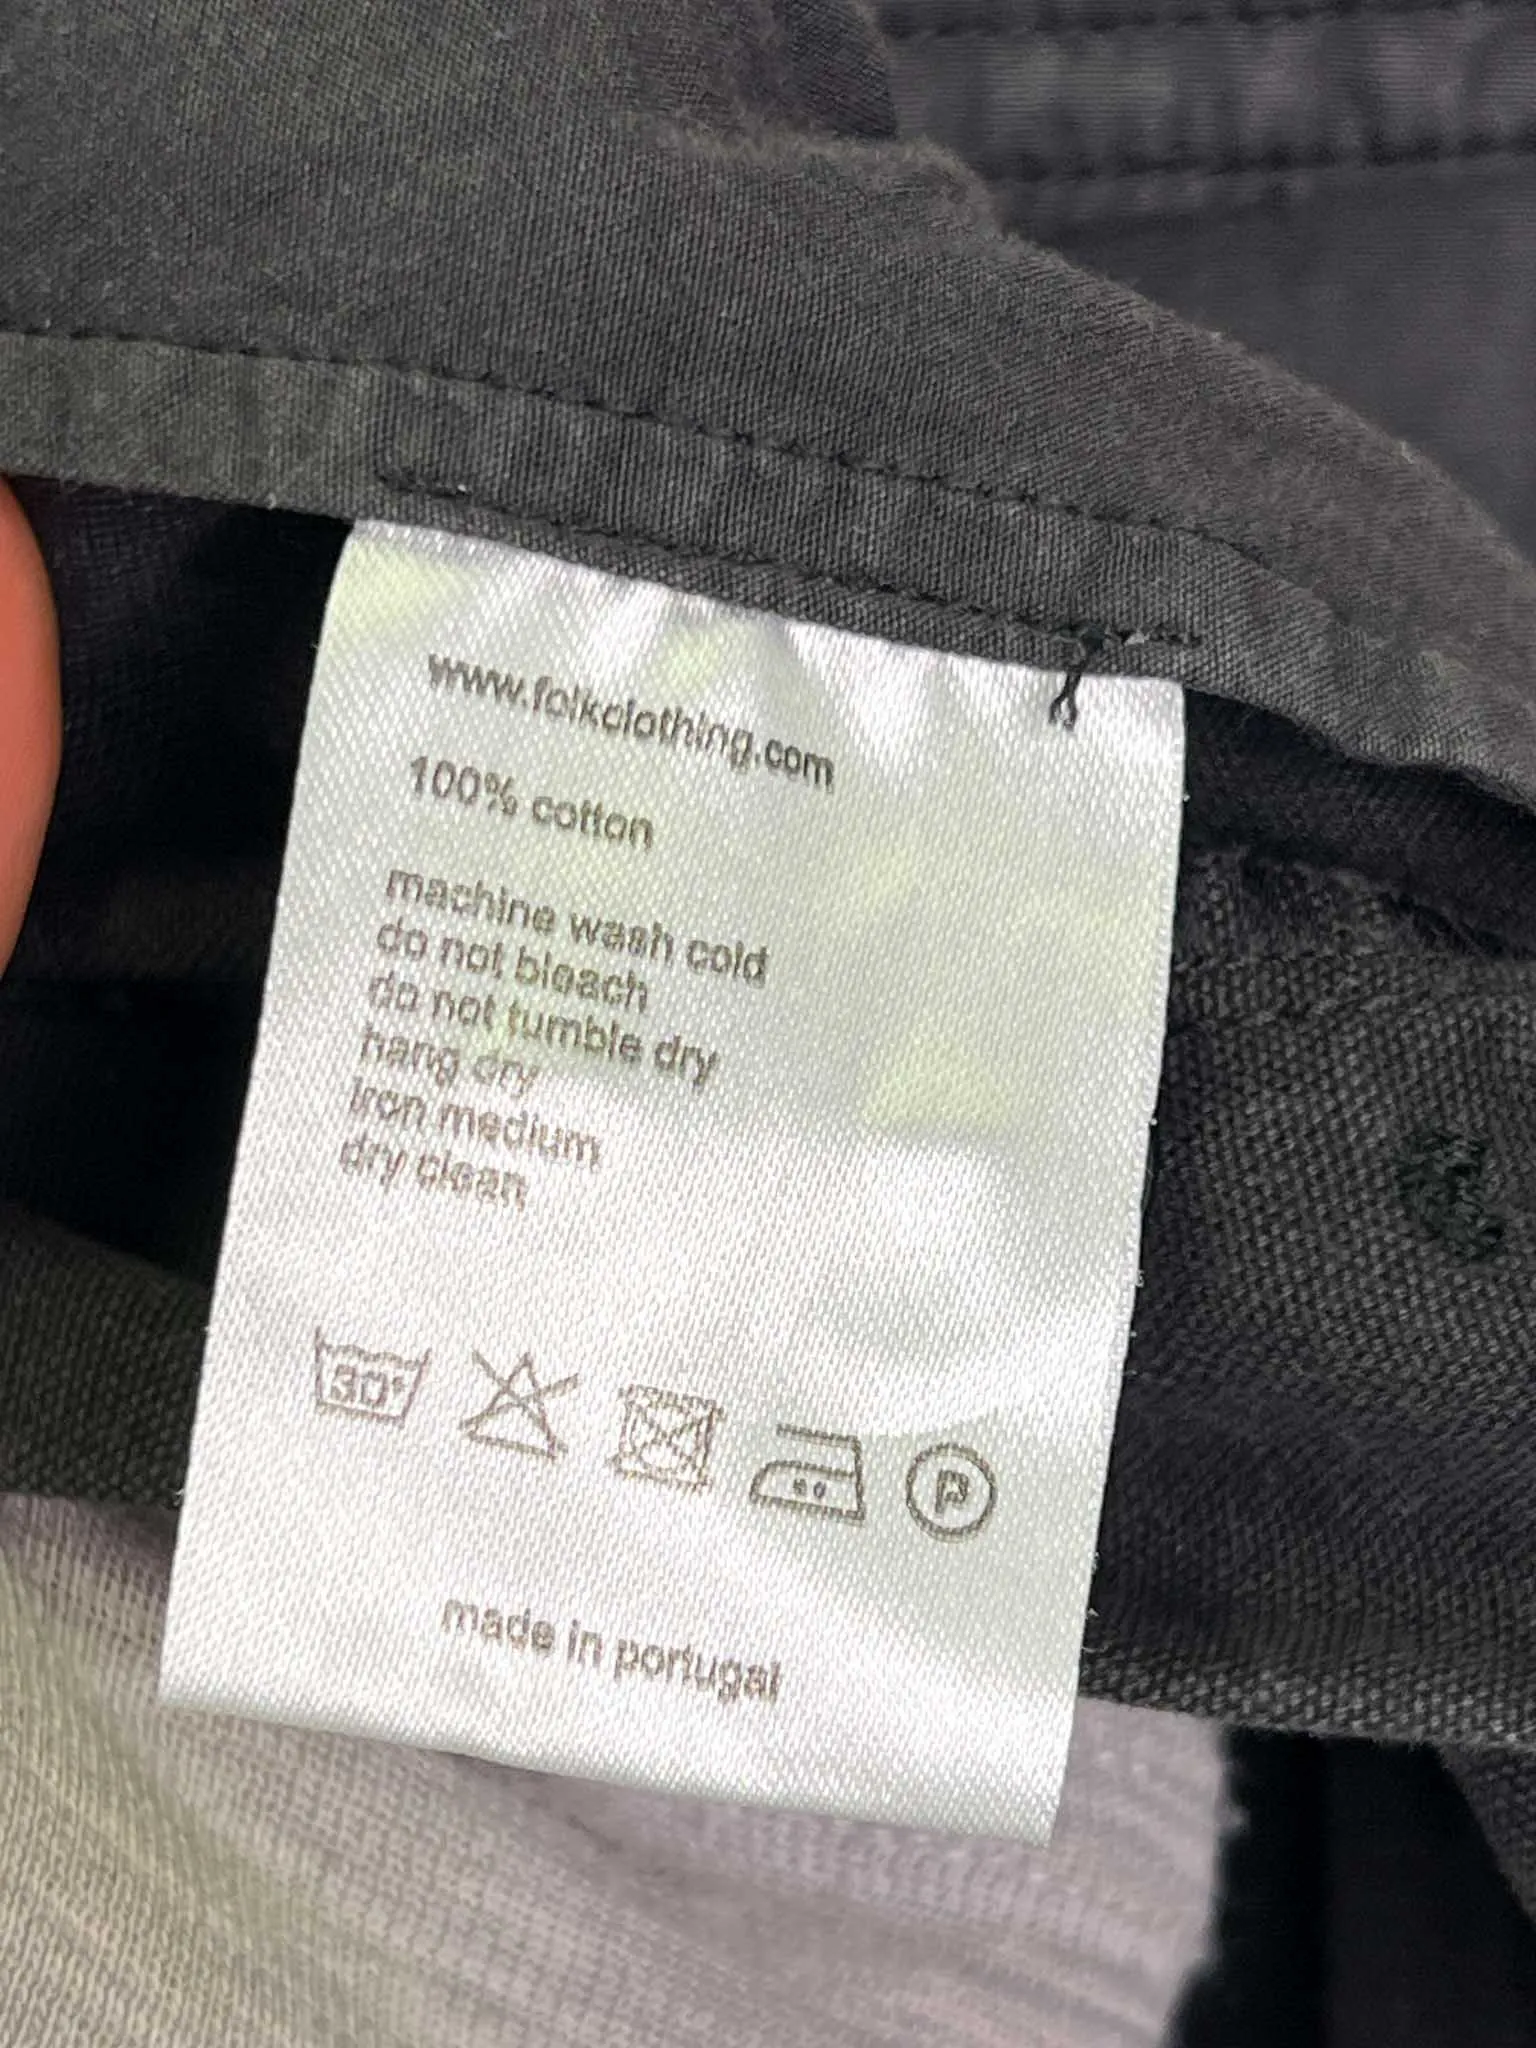 www.folkclothing.com
100% cotton
machine wash cold
do not bleach
do not tumble dry
hang dry
iron medium
dry clean
30°
P
made in portugal